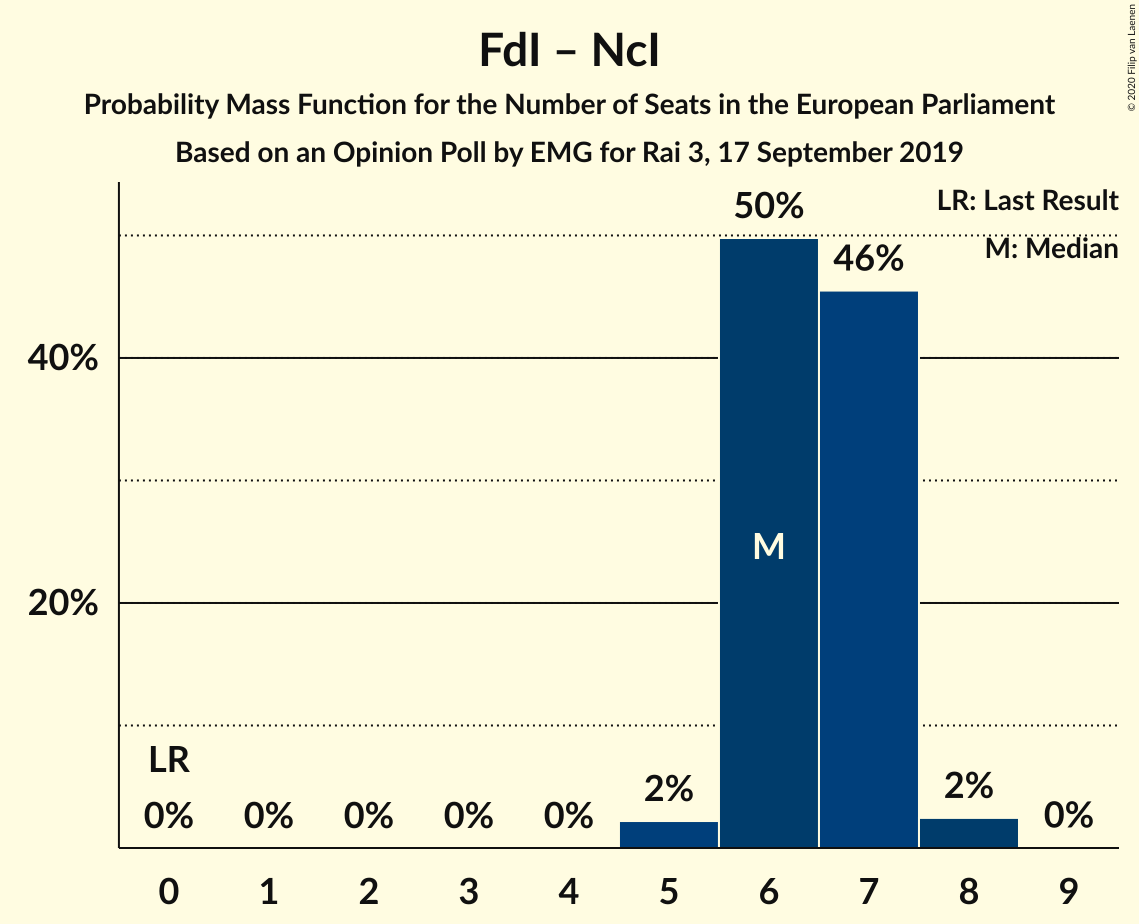 FdI – NcI
Probability Mass Function for the Number of Seats in the European Parliament
Based on an Opinion Poll by EMG for Rai 3, 17 September 2019
© 2020 Filip van Laenen
LR: Last Result
M: Median
50%
46%
40%
M
20%
LR
0% 0% 0% 0% 0% 2% 2% 0%
0 1 2 3 4 5 6 7 8 9